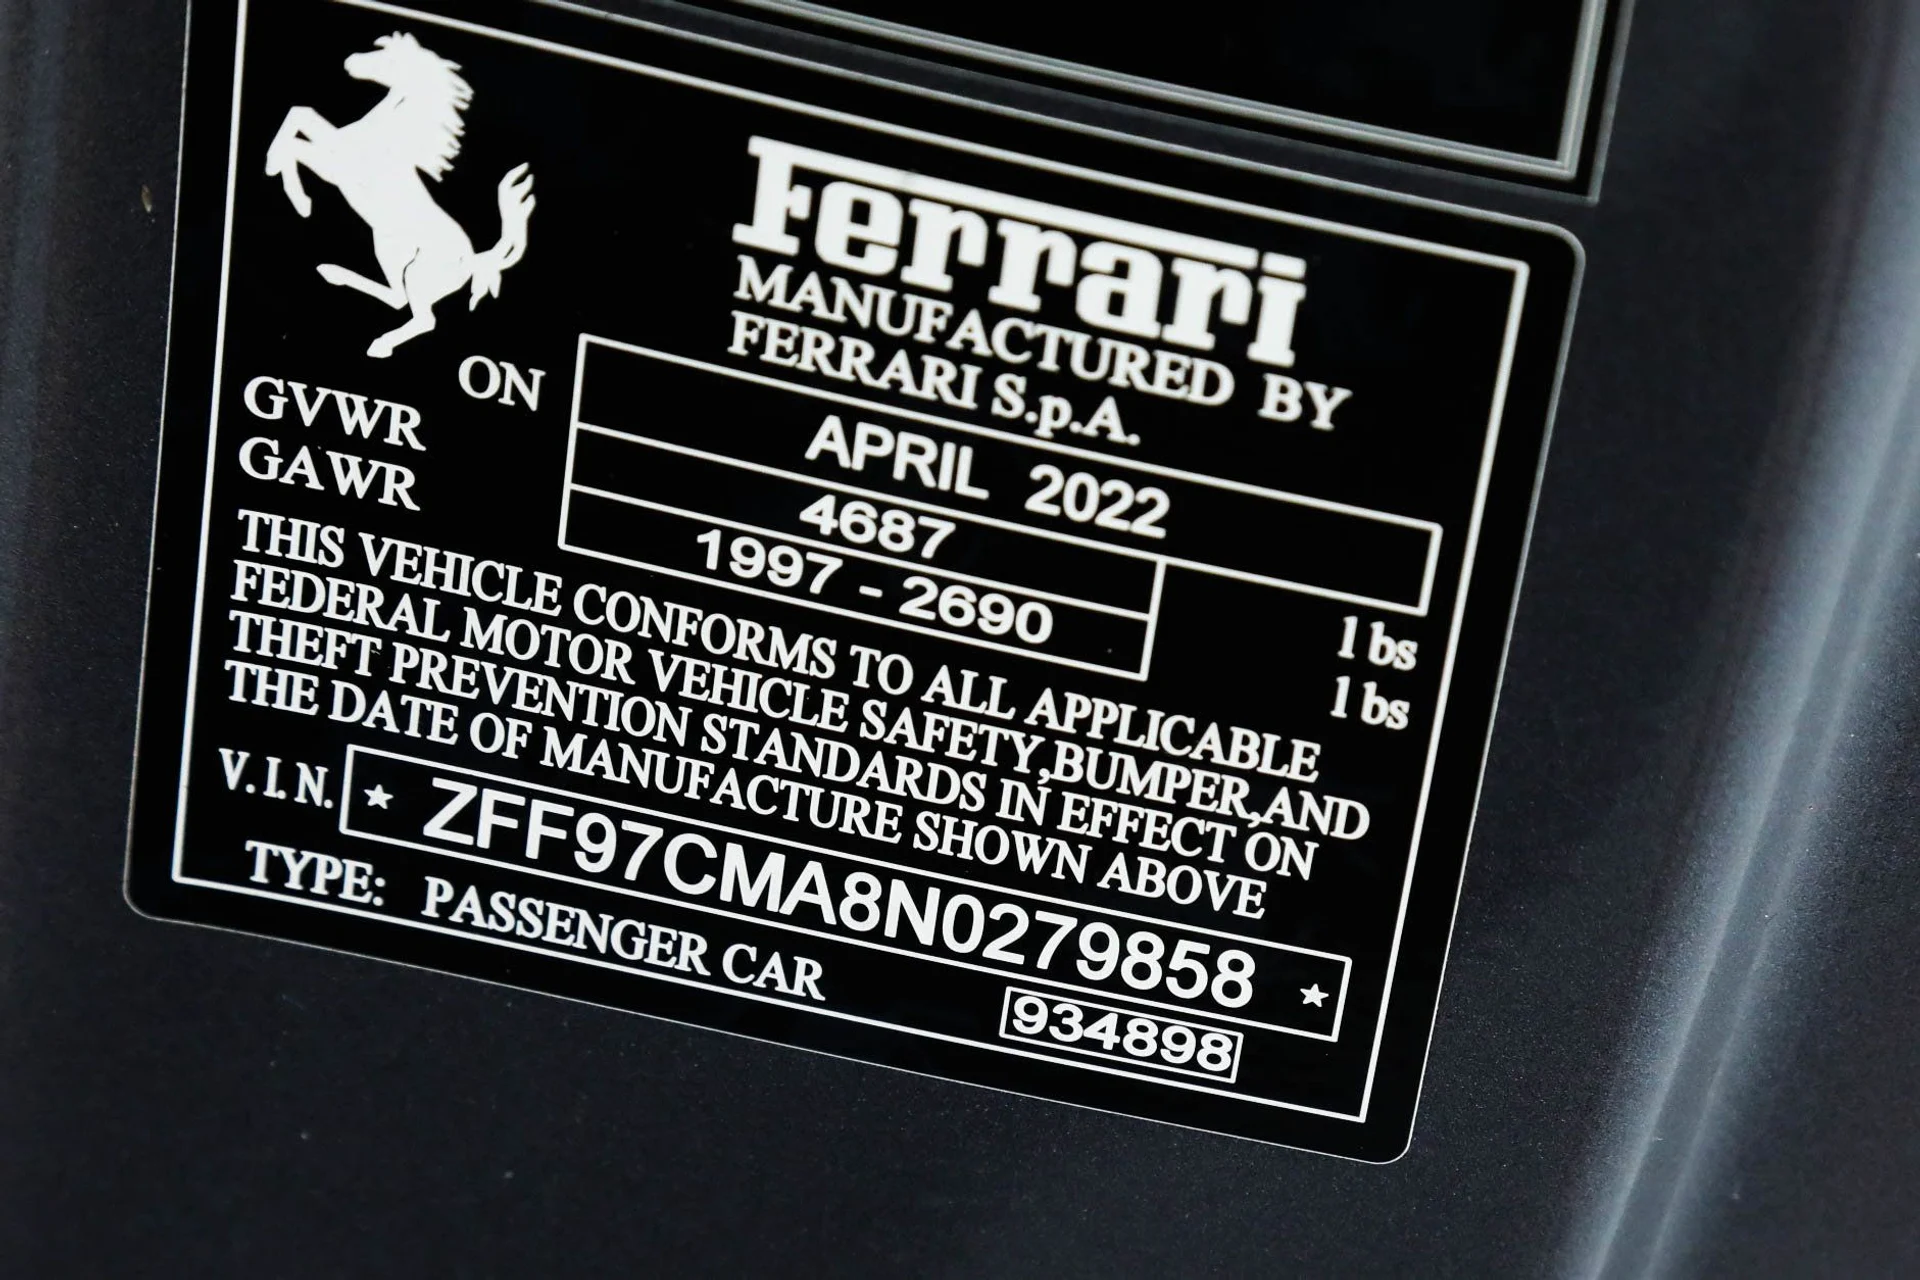 Ferrari
MANUFACTURED BY
FERRARI S.p.A.
ON APRIL 2022
GVWR 4687 lbs
GAWR 1997 - 2690 lbs
THIS VEHICLE CONFORMS TO ALL APPLICABLE
FEDERAL MOTOR VEHICLE SAFETY,BUMPER,AND
THEFT PREVENTION STANDARDS IN EFFECT ON
THE DATE OF MANUFACTURE SHOWN ABOVE
V.I.N. ★ ZFF97CMA8N0279858 ★
TYPE: PASSENGER CAR 934898